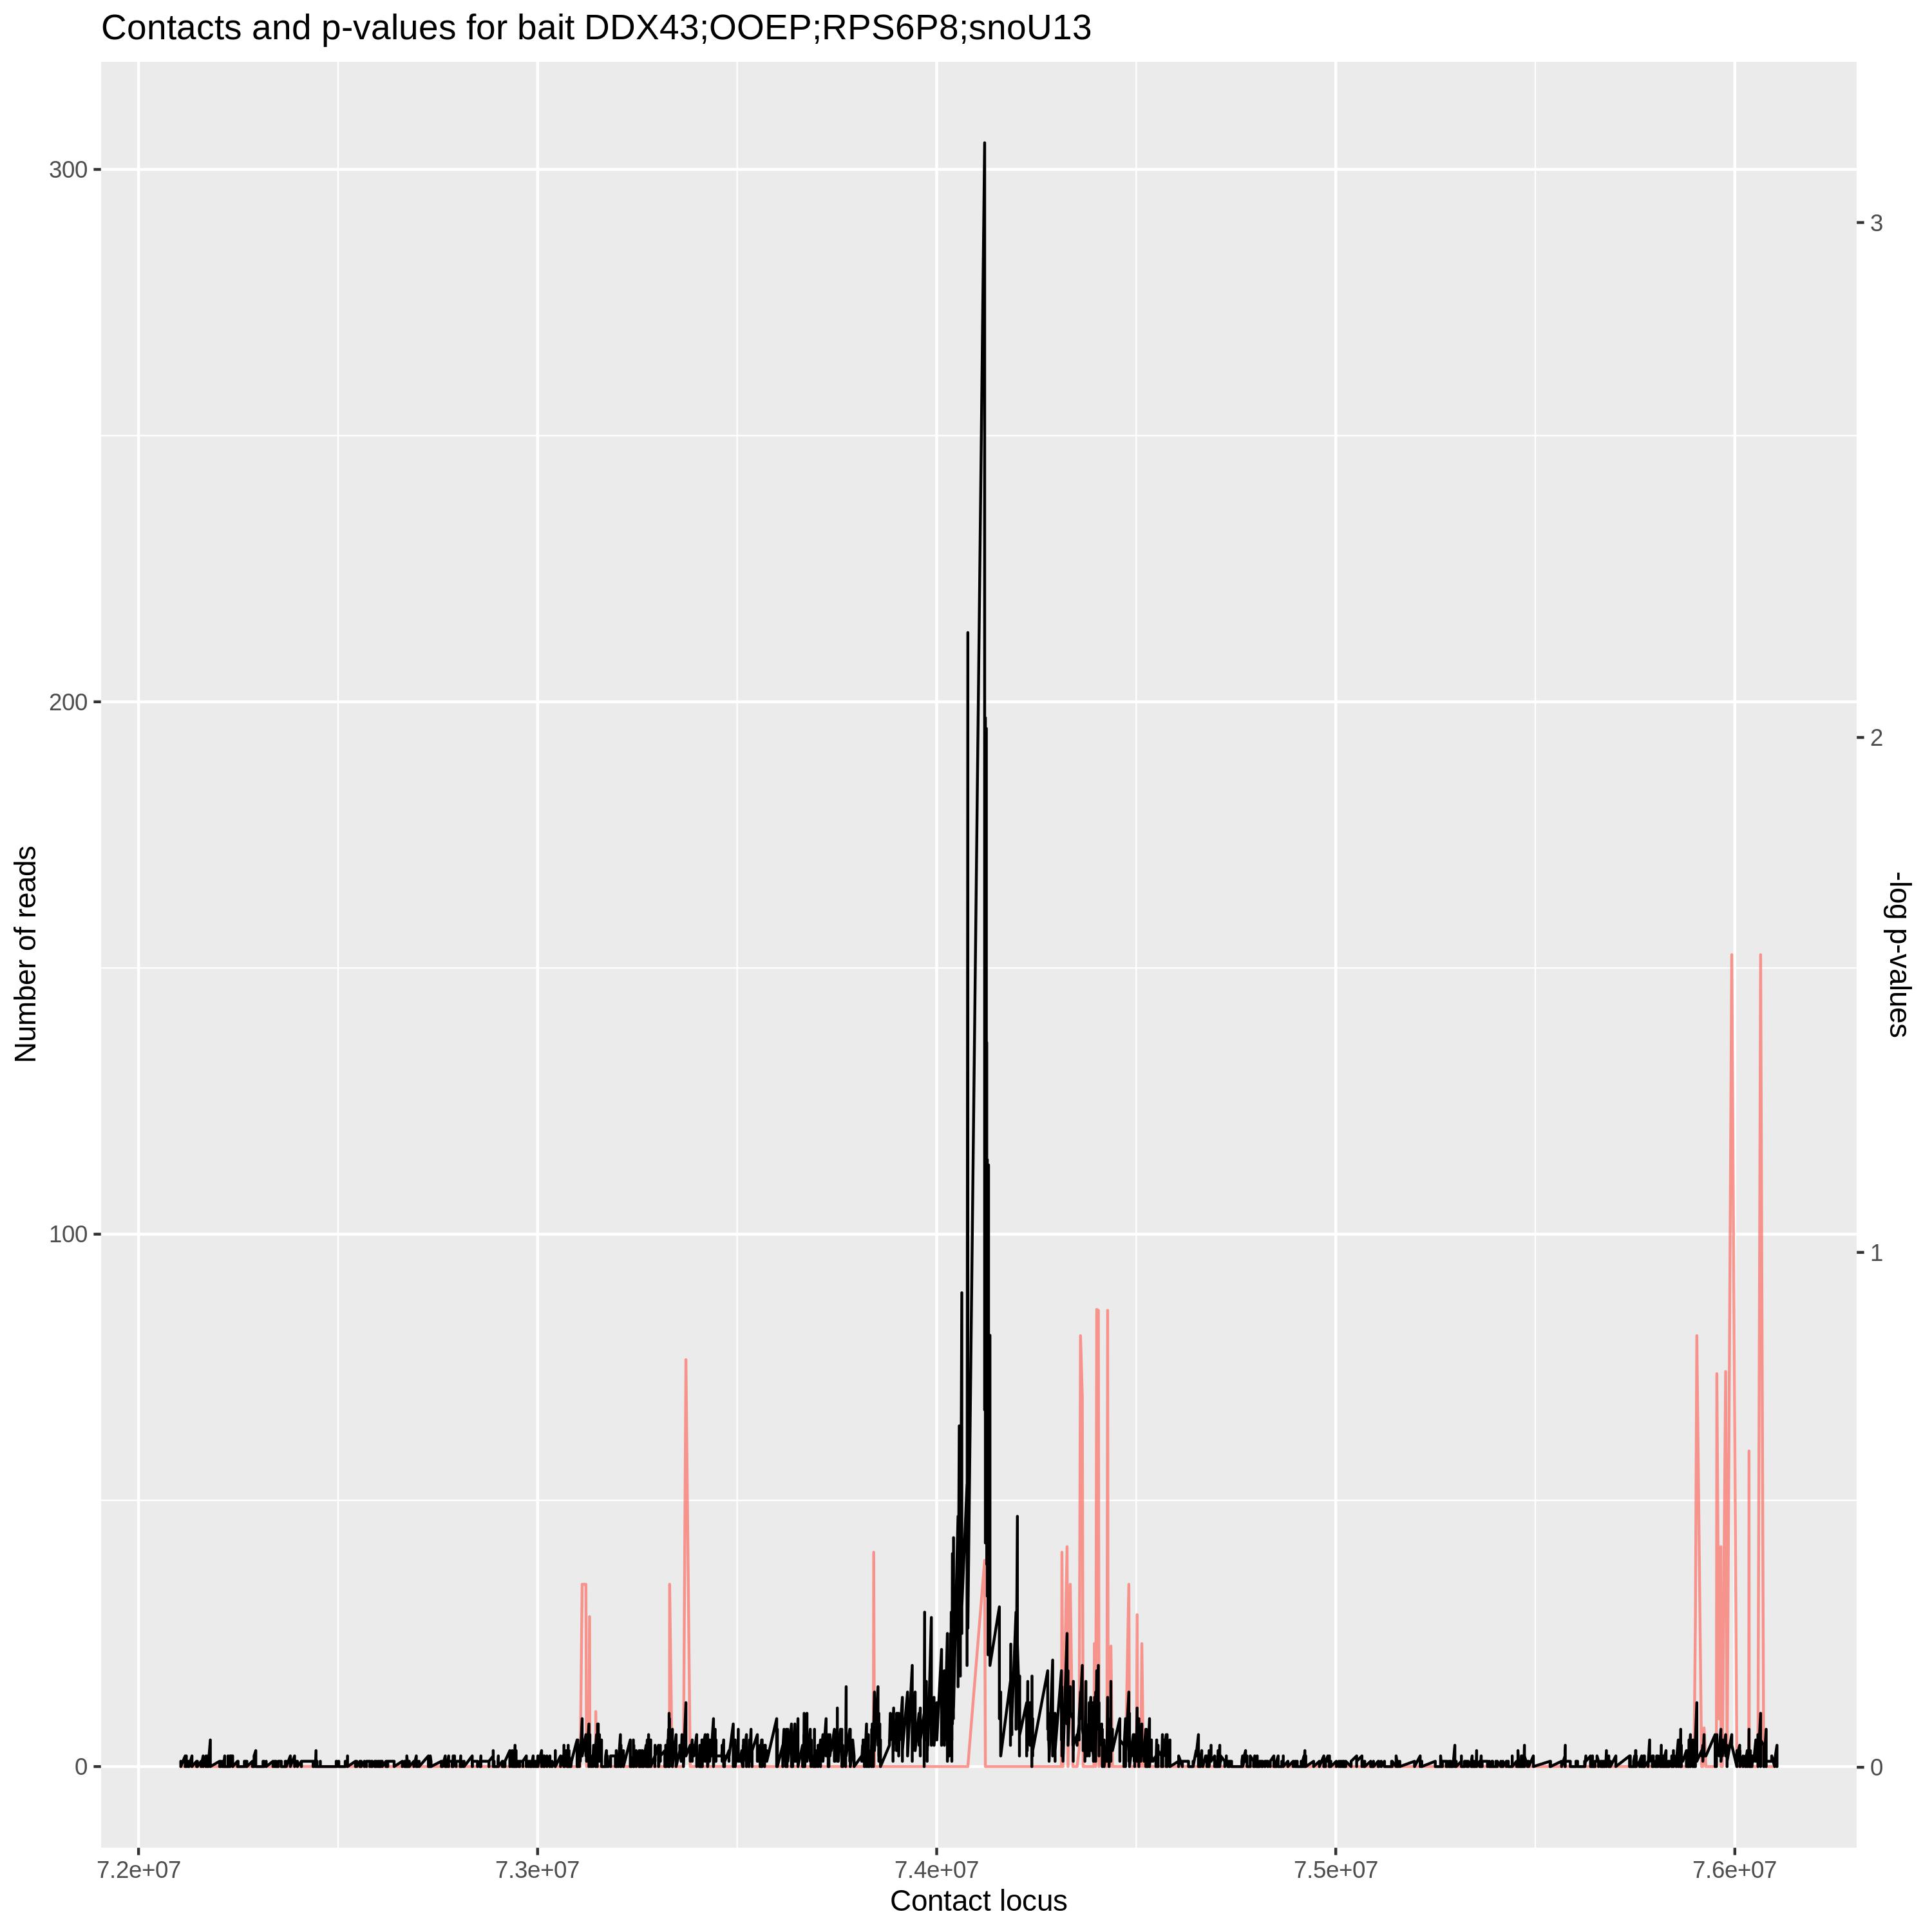 Contacts and p-values for bait DDX43;OOEP;RPS6P8;snoU13
300
200
100
0
Number of reads
3
2
1
0
-log p-values
7.2e+07
7.3e+07
7.4e+07
7.5e+07
7.6e+07
Contact locus